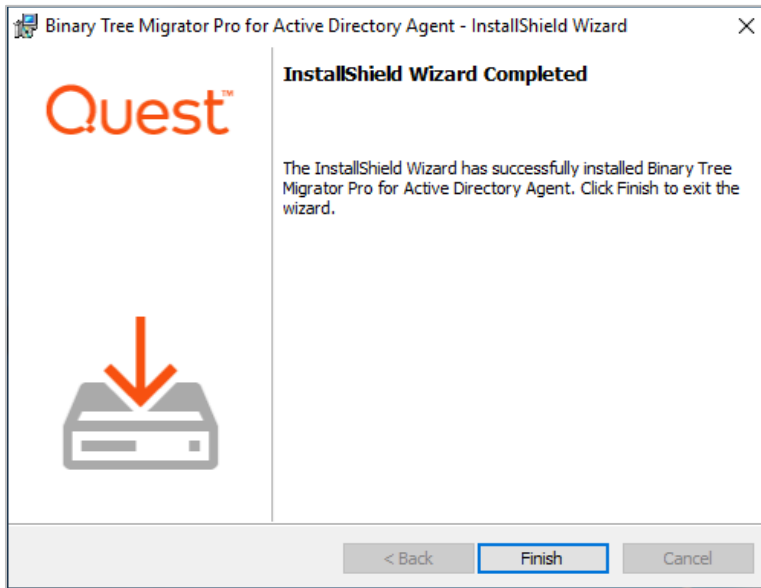 Binary Tree Migrator Pro for Active Directory Agent - InstallShield Wizard
Quest™
InstallShield Wizard Completed
The InstallShield Wizard has successfully installed Binary Tree
Migrator Pro for Active Directory Agent. Click Finish to exit the
wizard.
< Back
Finish
Cancel